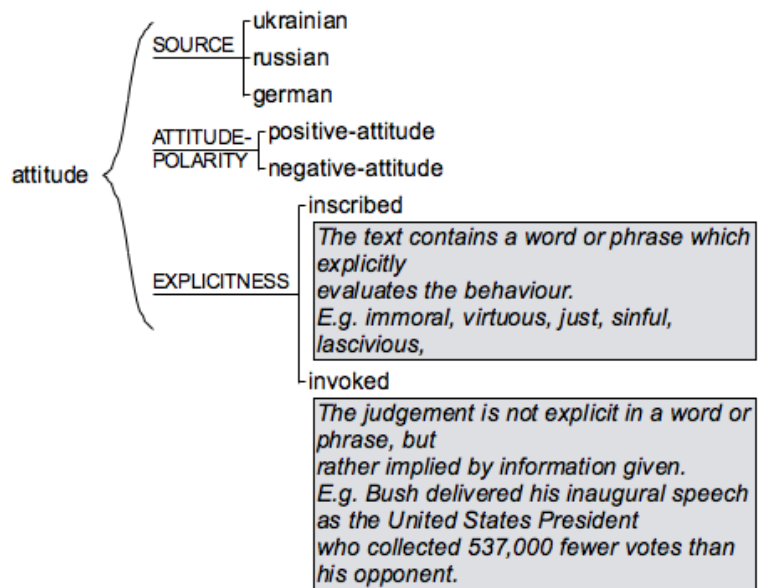 ukrainian
SOURCE
russian
german
ATTITUDE-
POLARITY
positive-attitude
negative-attitude
attitude
EXPLICITNESS
inscribed
The text contains a word or phrase which
explicitly
evaluates the behaviour.
E.g. immoral, virtuous, just, sinful,
lascivious,
invoked
The judgement is not explicit in a word or
phrase, but
rather implied by information given.
E.g. Bush delivered his inaugural speech
as the United States President
who collected 537,000 fewer votes than
his opponent.